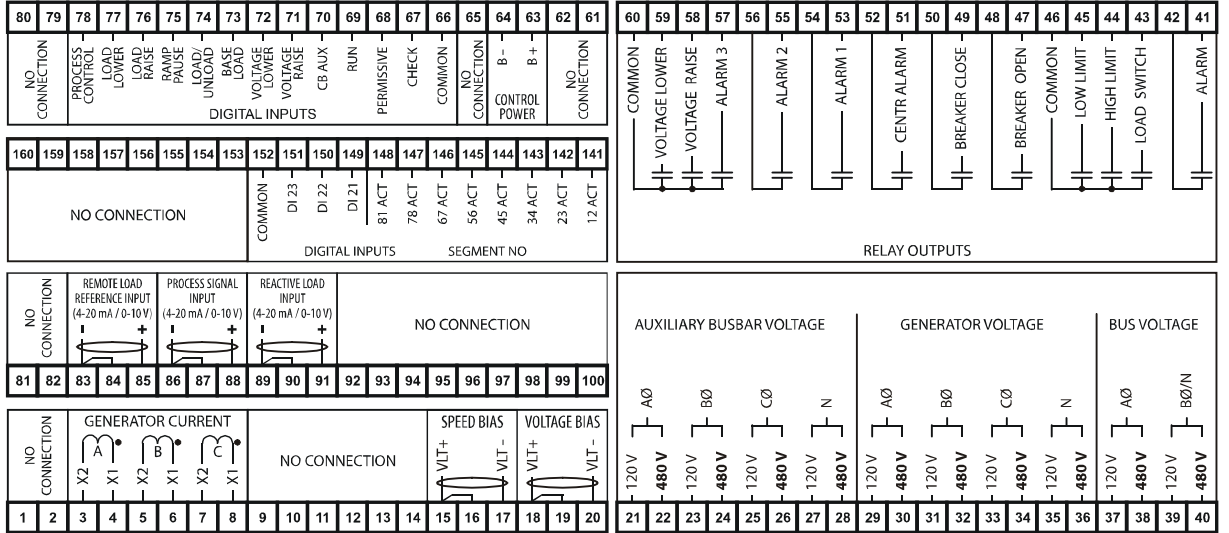 80 79 78 77 76 75 74 73 72 71 70 69 68 67 66 65 64 63 62 61
NO CONNECTION
PROCESS CONTROL
LOAD LOWER
LOAD RAISE
RAMP PAUSE
LOAD/ UNLOAD
BASE LOAD
VOLTAGE LOWER
VOLTAGE RAISE
CB AUX
RUN
PERMISSIVE
CHECK
COMMON
NO CONNECTION
B -
B +
NO CONNECTION
DIGITAL INPUTS
CONTROL POWER
60 59 58 57 56 55 54 53 52 51 50 49 48 47 46 45 44 43 42 41
COMMON
VOLTAGE LOWER
VOLTAGE RAISE
ALARM 3
ALARM 2
ALARM 1
CENTR ALARM
BREAKER CLOSE
BREAKER OPEN
COMMON
LOW LIMIT
HIGH LIMIT
LOAD SWITCH
ALARM
RELAY OUTPUTS
160 159 158 157 156 155 154 153 152 151 150 149 148 147 146 145 144 143 142 141
NO CONNECTION
COMMON
DI 23
DI 22
DI 21
81 ACT
78 ACT
67 ACT
56 ACT
45 ACT
34 ACT
23 ACT
12 ACT
DIGITAL INPUTS
SEGMENT NO
NO CONNECTION
REMOTE LOAD
REFERENCE INPUT
(4-20 mA / 0-10 V)
- +
PROCESS SIGNAL
INPUT
(4-20 mA / 0-10 V)
- +
REACTIVE LOAD
INPUT
(4-20 mA / 0-10 V)
- +
NO CONNECTION
81 82 83 84 85 86 87 88 89 90 91 92 93 94 95 96 97 98 99 100
NO CONNECTION
GENERATOR CURRENT
A B C
X2 X1 X2 X1 X2 X1
NO CONNECTION
SPEED BIAS
VLT+ VLT -
VOLTAGE BIAS
VLT+ VLT -
1 2 3 4 5 6 7 8 9 10 11 12 13 14 15 16 17 18 19 20
AUXILIARY BUSBAR VOLTAGE
AØ BØ CØ N
120 V 480 V 120 V 480 V 120 V 480 V 120 V 480 V
GENERATOR VOLTAGE
AØ BØ CØ N
120 V 480 V 120 V 480 V 120 V 480 V 120 V 480 V
BUS VOLTAGE
AØ BØ/N
120 V 480 V 120 V 480 V
21 22 23 24 25 26 27 28 29 30 31 32 33 34 35 36 37 38 39 40